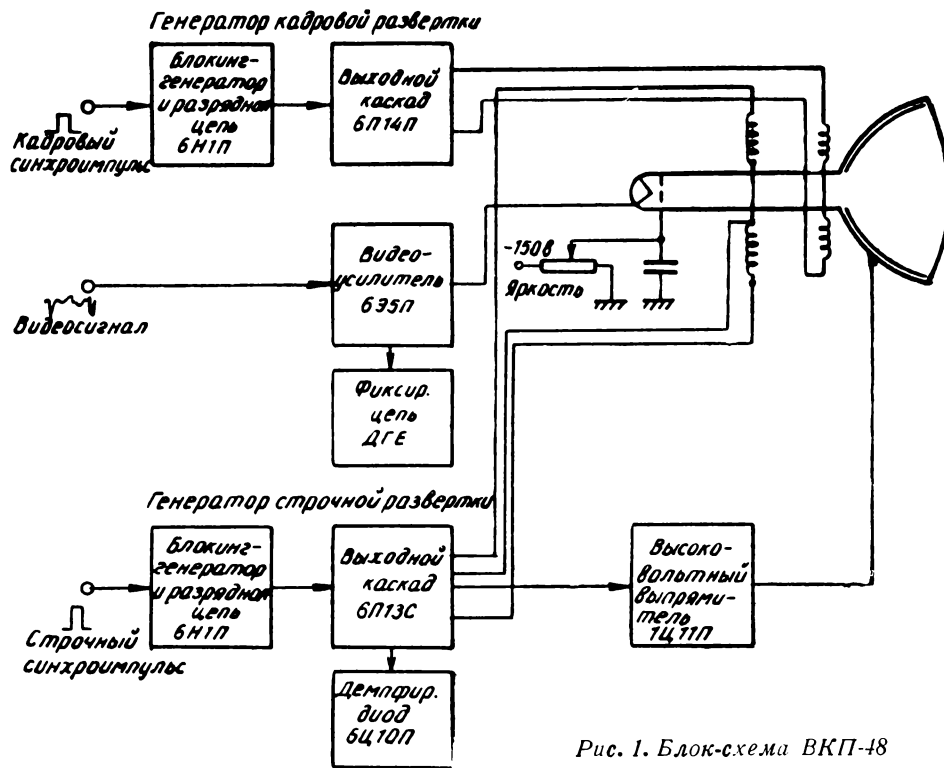 Генератор кадровой развертки
Блокинг-
генератор
и разрядная
цепь
6Н1П
Выходной
каскад
6П14П
Кадровый
синхроимпульс
Видео-
усилитель
6Э5П
-150в
Яркость
Видеосигнал
Фиксир.
цепь
ДГЕ
Генератор строчной развертки
Блокинг-
генератор
и разрядная
цепь
6Н1П
Выходной
каскад
6П13С
Высоко-
вольтный
выпрями-
тель
1Ц11П
Строчный
синхроимпульс
Демпфир.
диод
6Ц10П
Рис. 1. Блок-схема ВКП-48